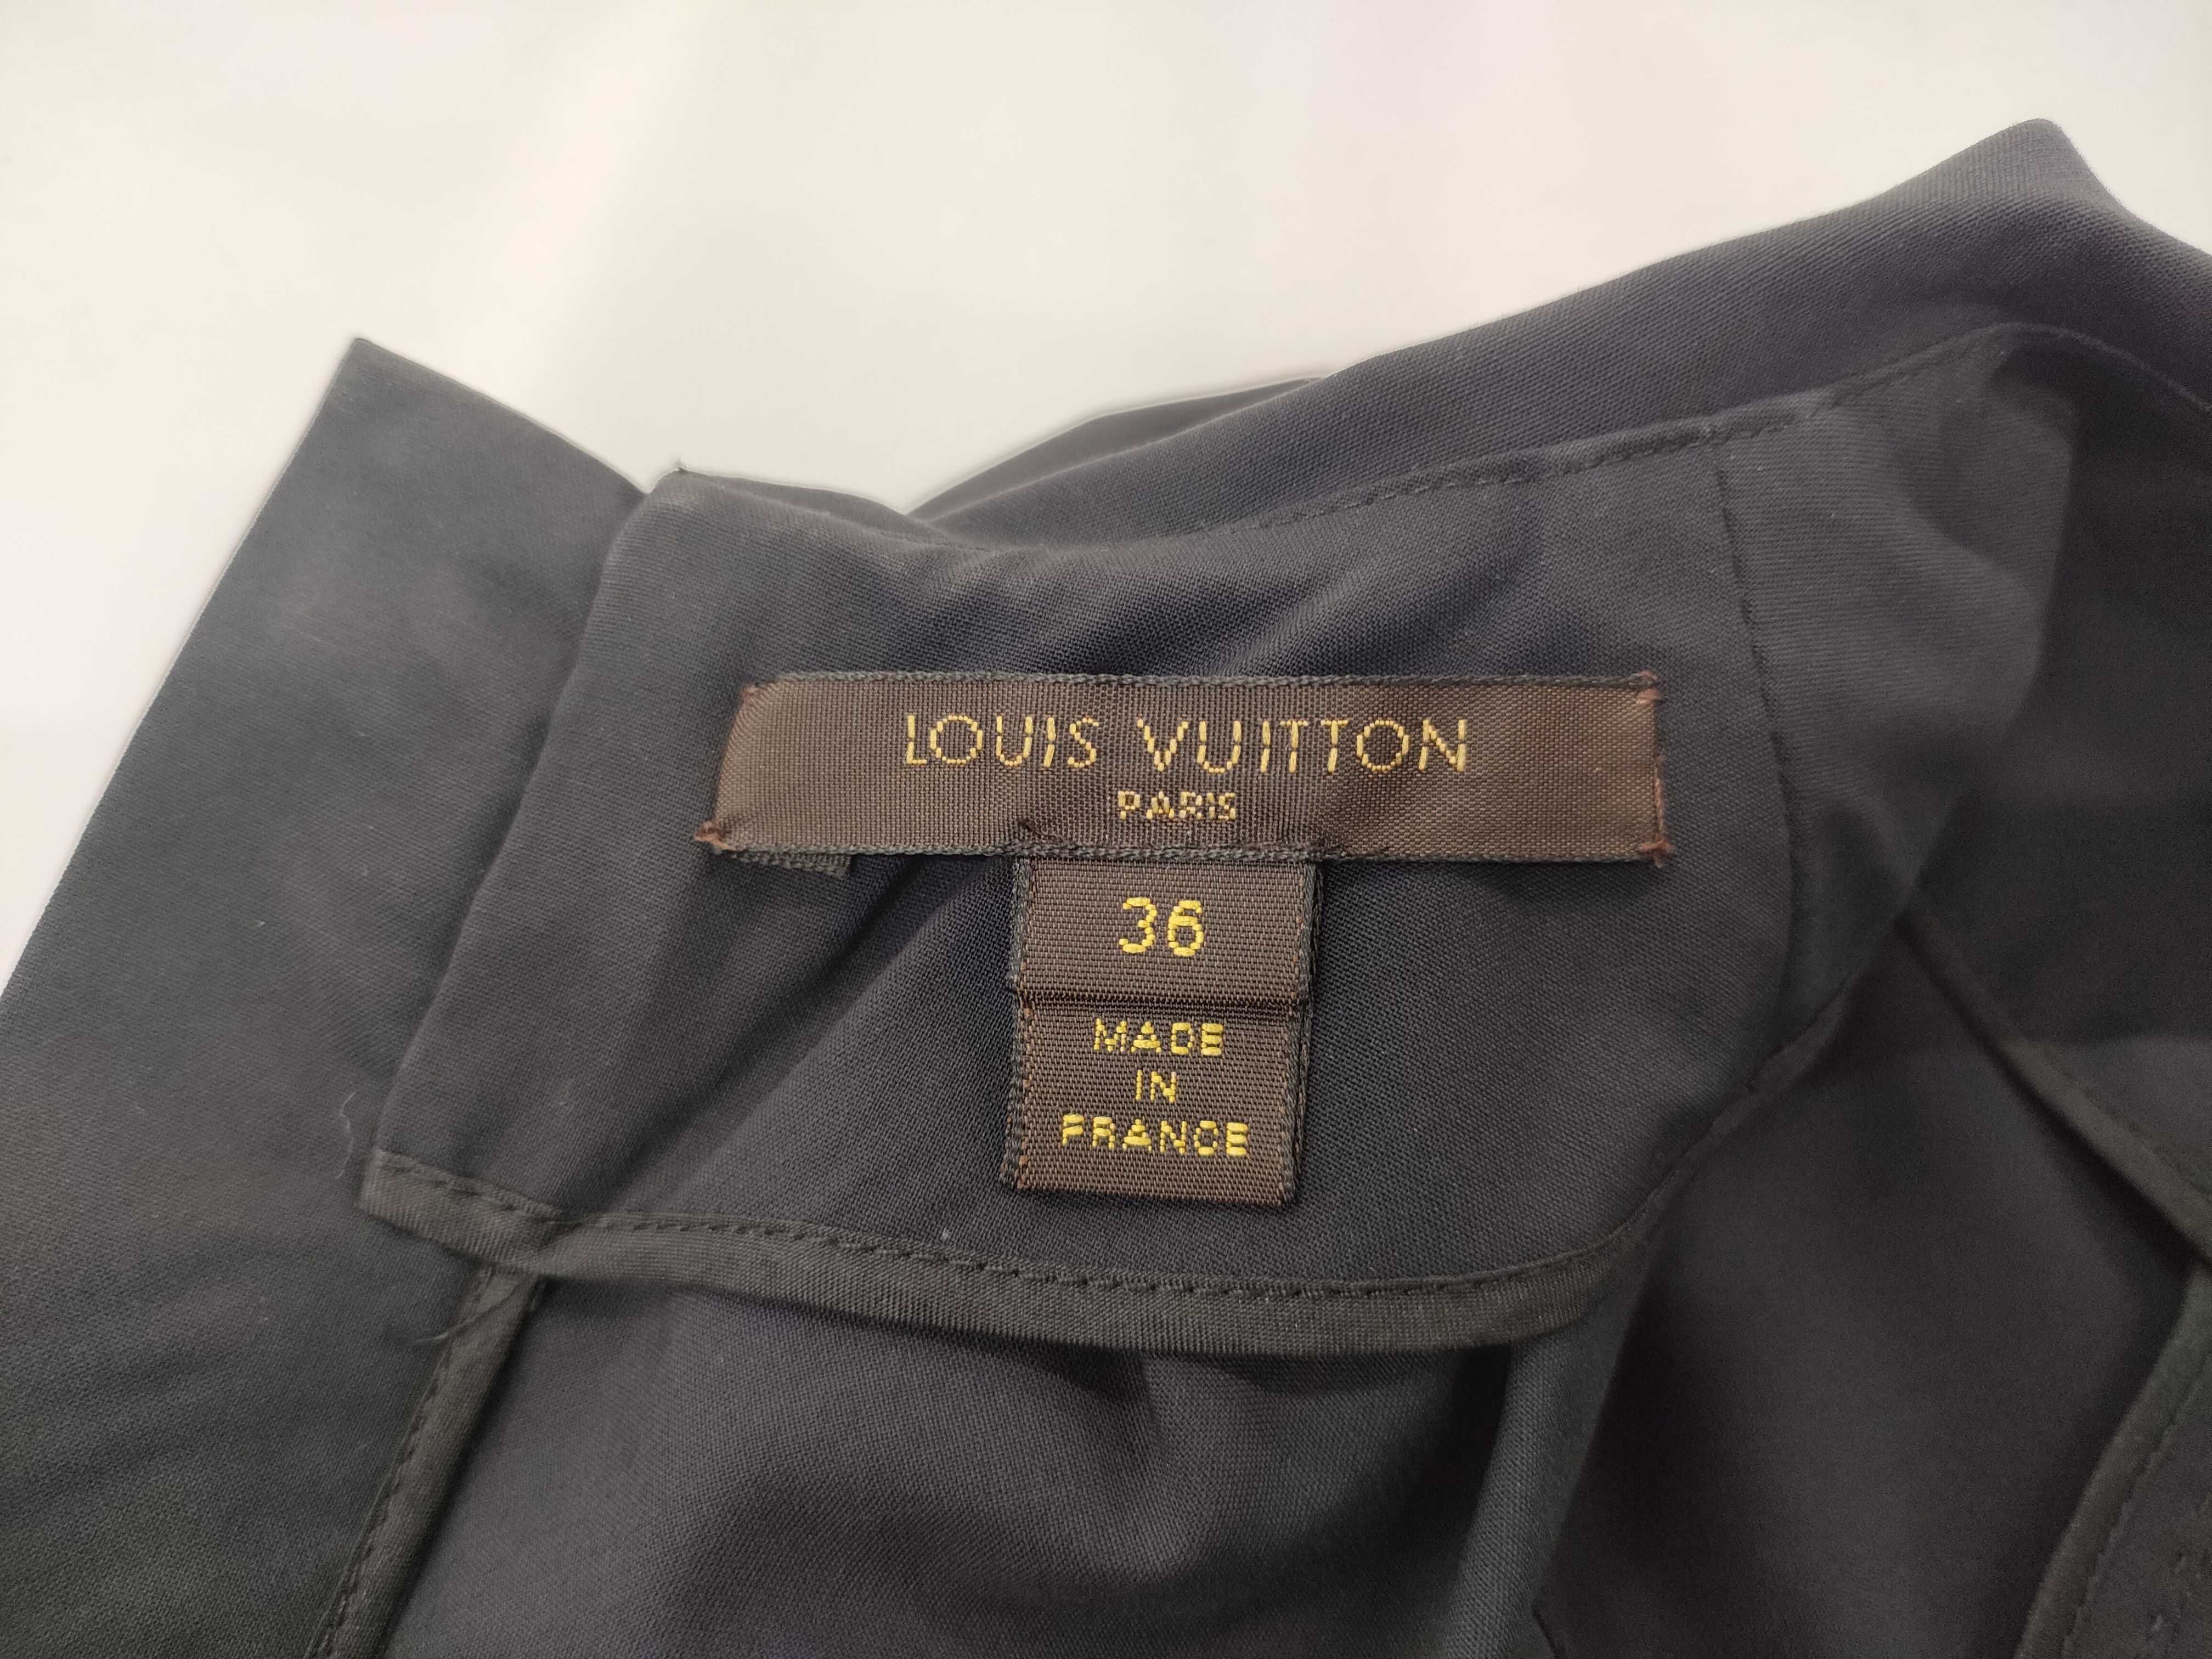 LOUIS VUITTON
PARIS
36
MADE
IN
FRANCE